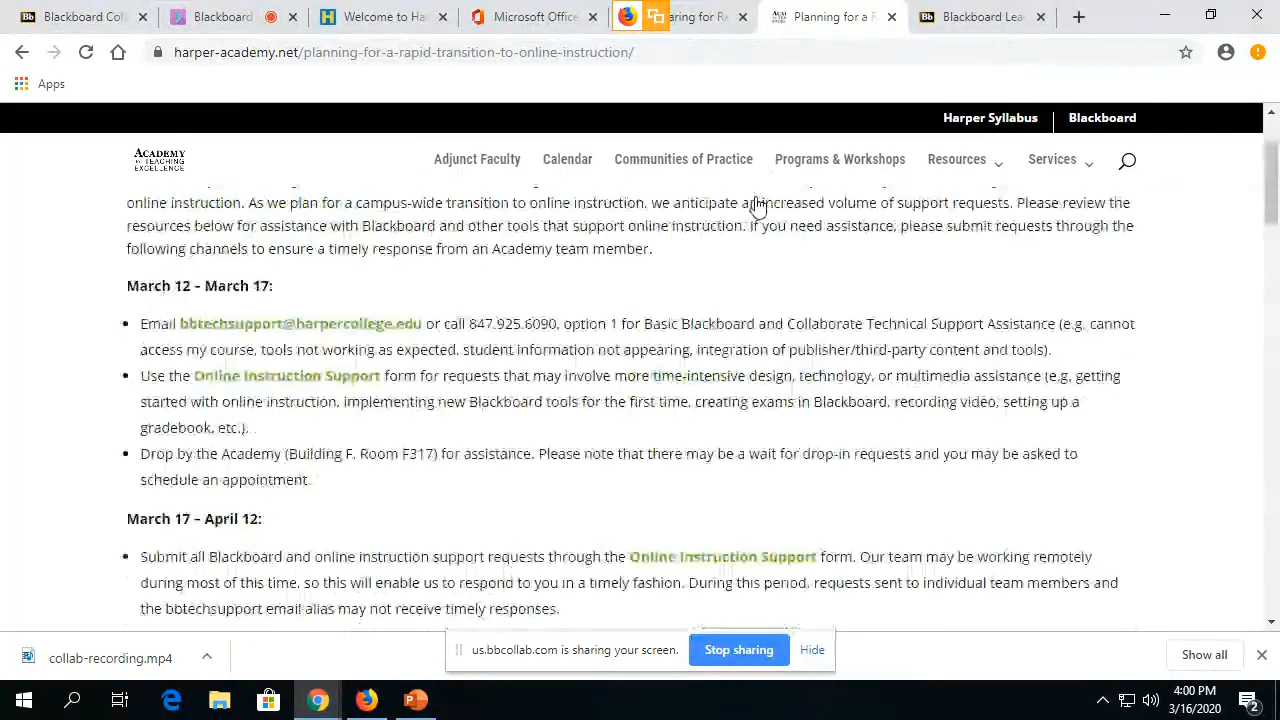 Blackboard Col
Blackboard
Welcome to Har
Microsoft Office
aring for Ra
Planning for a R
Blackboard Lea
harper-academy.net/planning-for-a-rapid-transition-to-online-instruction/
Apps
Harper Syllabus
Blackboard
ACADEMY
TEACHING
EXCELLENCE
Adjunct Faculty
Calendar
Communities of Practice
Programs & Workshops
Resources
Services
online instruction. As we plan for a campus-wide transition to online instruction, we anticipate an increased volume of support requests. Please review the
resources below for assistance with Blackboard and other tools that support online instruction. If you need assistance, please submit requests through the
following channels to ensure a timely response from an Academy team member.
March 12 – March 17:
• Email bbtechsupport@harpercollege.edu or call 847.925.6090, option 1 for Basic Blackboard and Collaborate Technical Support Assistance (e.g. cannot
access my course, tools not working as expected, student information not appearing, integration of publisher/third-party content and tools).
• Use the Online Instruction Support form for requests that may involve more time-intensive design, technology, or multimedia assistance (e.g. getting
started with online instruction, implementing new Blackboard tools for the first time, creating exams in Blackboard, recording video, setting up a
gradebook, etc.).
• Drop by the Academy (Building F, Room F317) for assistance. Please note that there may be a wait for drop-in requests and you may be asked to
schedule an appointment.
March 17 – April 12:
• Submit all Blackboard and online instruction support requests through the Online Instruction Support form. Our team may be working remotely
during most of this time, so this will enable us to respond to you in a timely fashion. During this period, requests sent to individual team members and
the bbtechsupport email alias may not receive timely responses.
us.bbcollab.com is sharing your screen.
Stop sharing
Hide
collab-recording.mp4
Show all
4:00 PM
3/16/2020
2